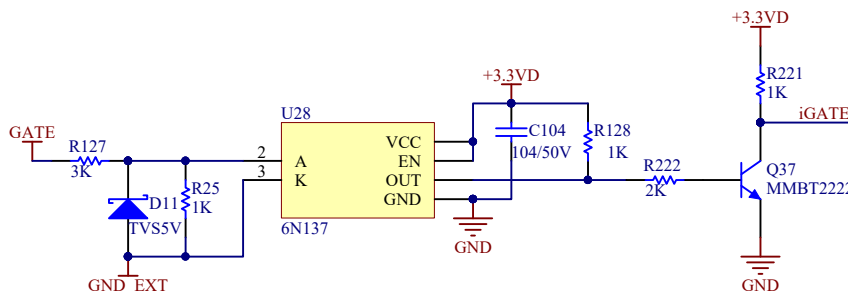 +3.3VD
R221
1K
iGATE
+3.3VD
U28
C104
104/50V
R128
1K
GATE
R127
3K
2
3
A
K
VCC
EN
OUT
GND
R222
2K
Q37
MMBT2222
R25
1K
D11
TVS5V
6N137
GND
GND
GND_EXT